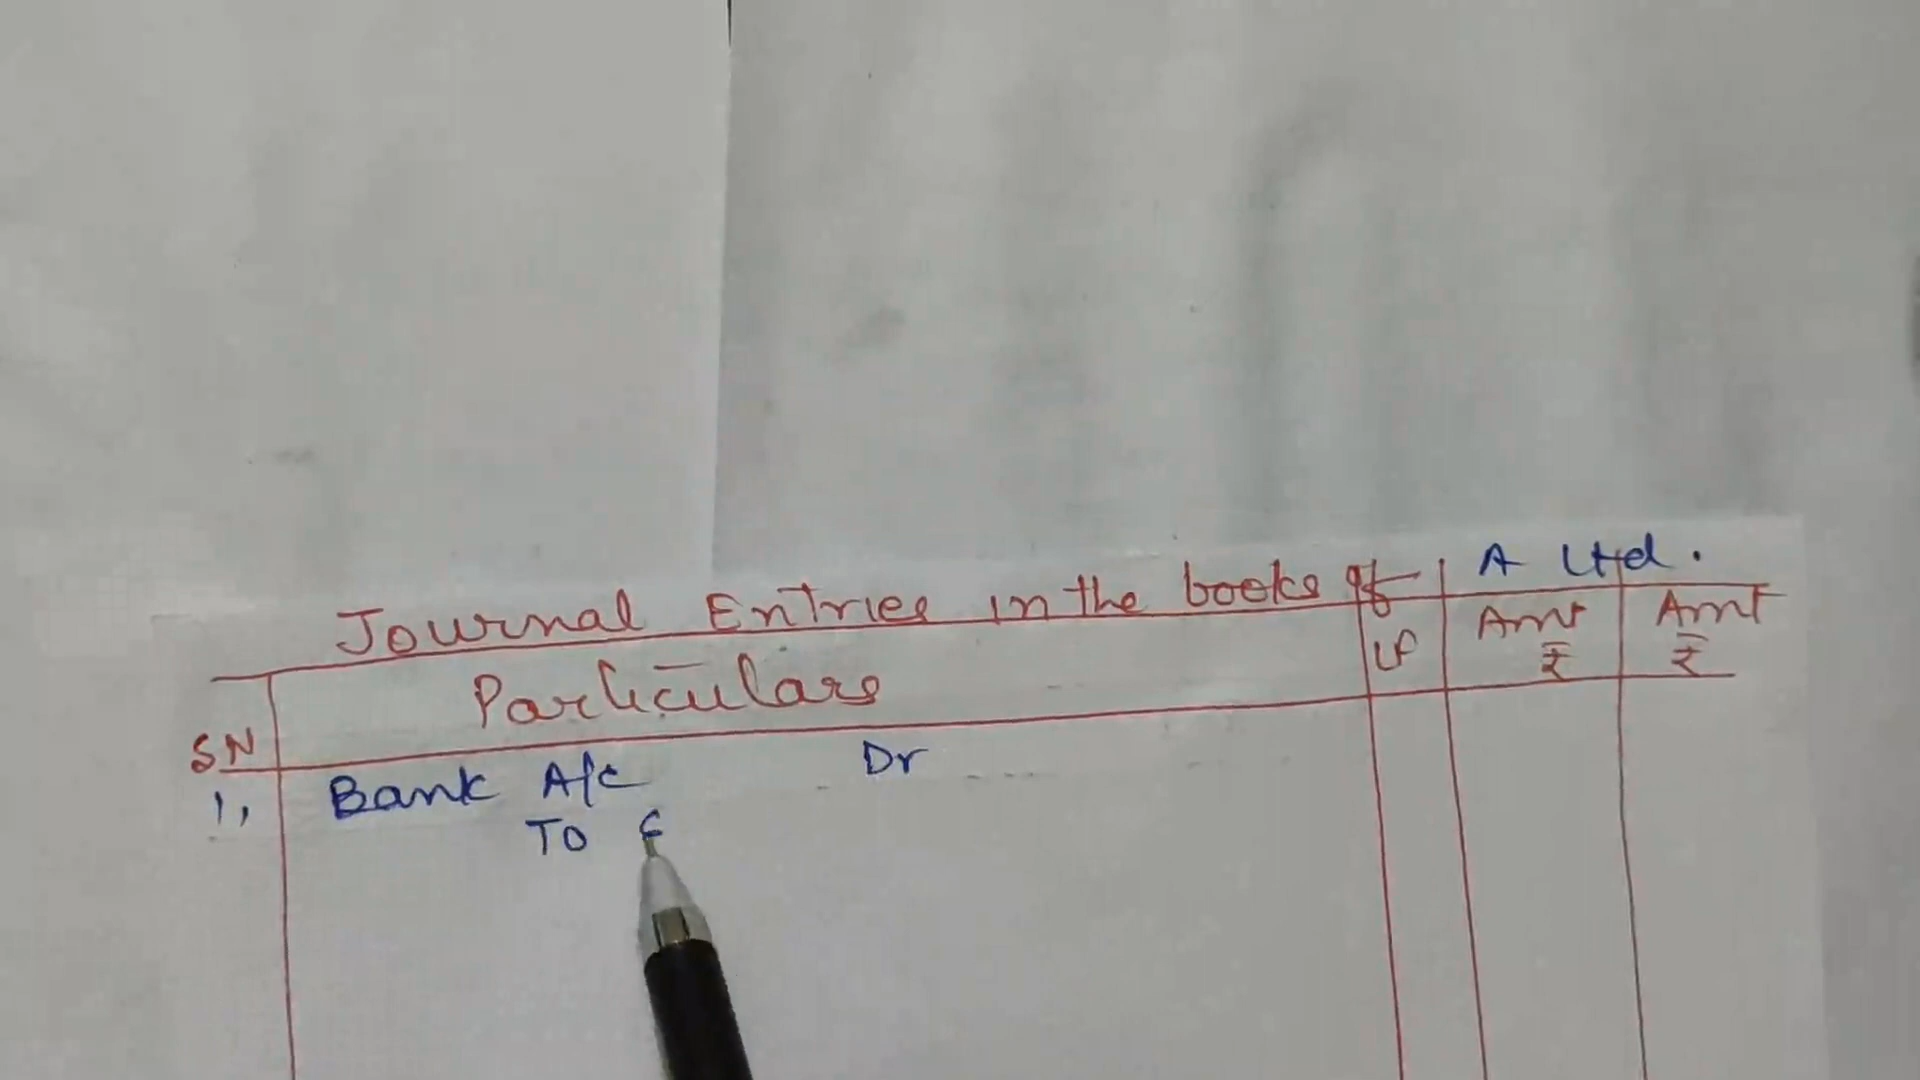 Journal Entries in the books of A Ltd.
SN Particulars LF Amt ₹ Amt ₹
1, Bank A/c Dr
To